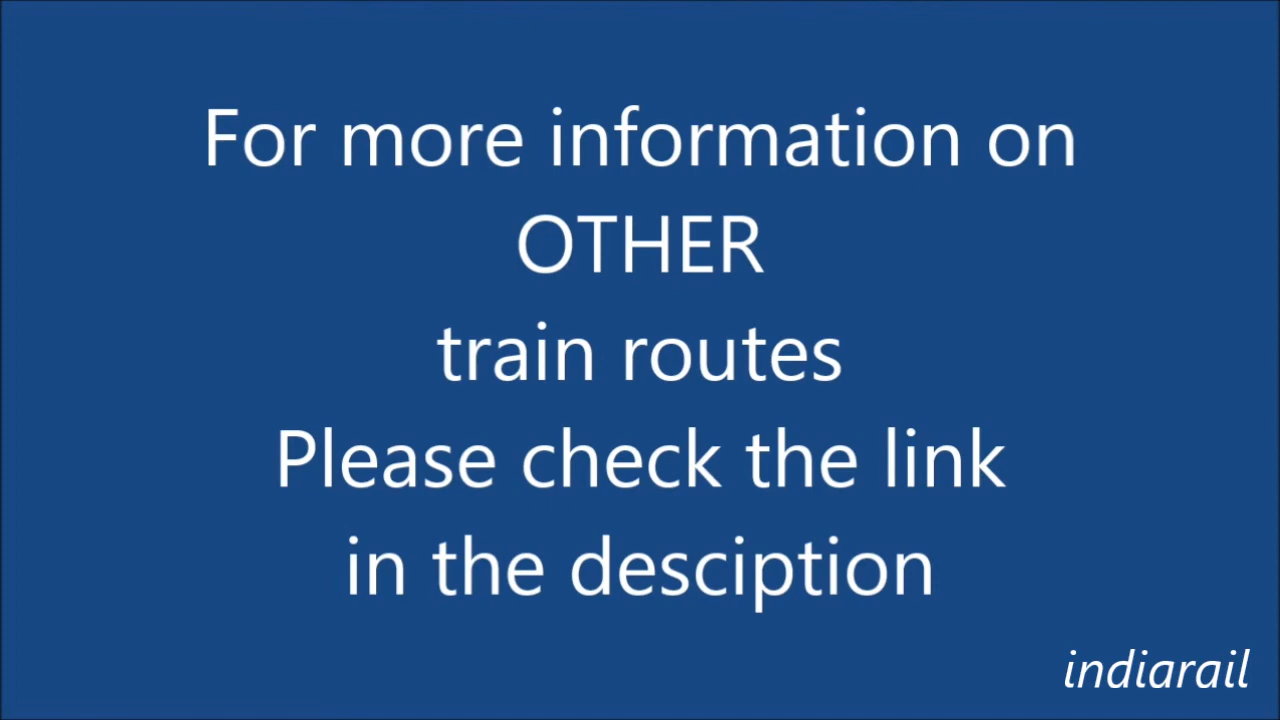 For more information on
OTHER
train routes
Please check the link
in the desciption
indiarail